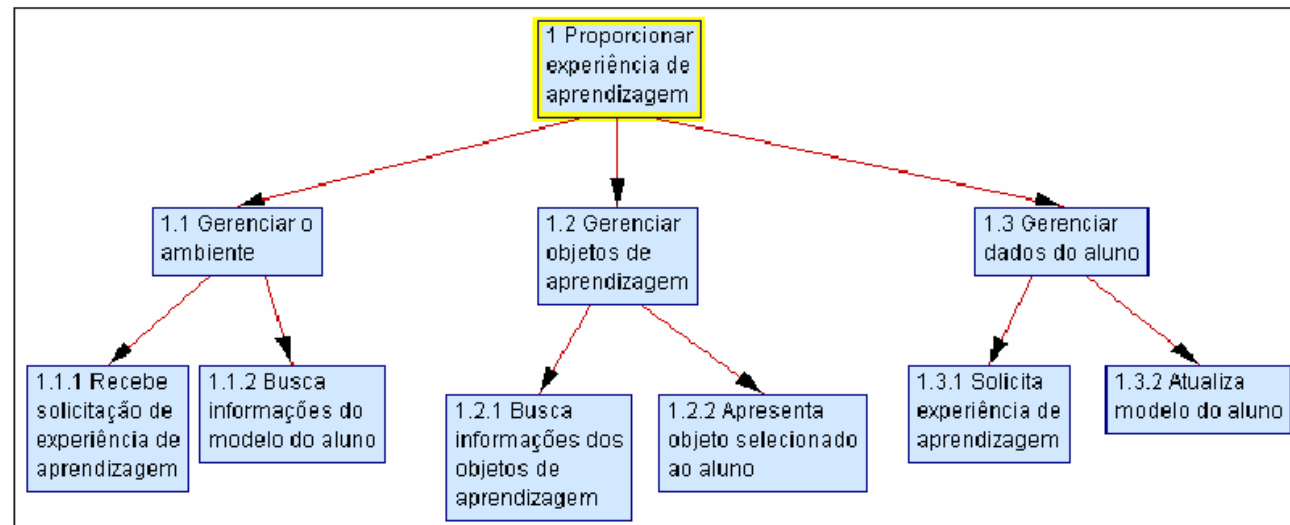 1 Proporcionar
experiência de
aprendizagem
1.1 Gerenciar o
ambiente
1.2 Gerenciar
objetos de
aprendizagem
1.3 Gerenciar
dados do aluno
1.1.1 Recebe
solicitação de
experiência de
aprendizagem
1.1.2 Busca
informações do
modelo do aluno
1.2.1 Busca
informações dos
objetos de
aprendizagem
1.2.2 Apresenta
objeto selecionado
ao aluno
1.3.1 Solicita
experiência de
aprendizagem
1.3.2 Atualiza
modelo do aluno